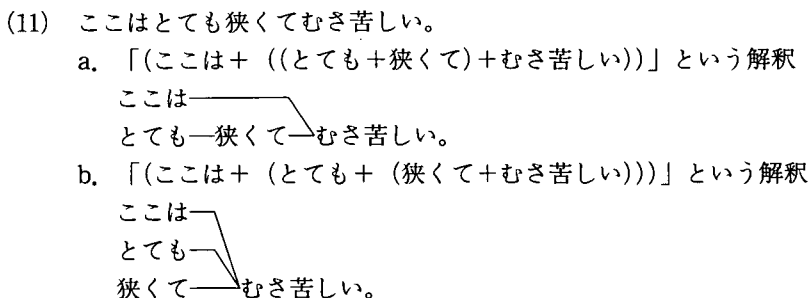 (11) ここはとても狭くてむさ苦しい。
a. 「(ここは+ ((とても+狭くて)+むさ苦しい))」という解釈
ここは
とても―狭くて―むさ苦しい。
b. 「(ここは+ (とても+ (狭くて+むさ苦しい)))」という解釈
ここは
とても
狭くて―むさ苦しい。